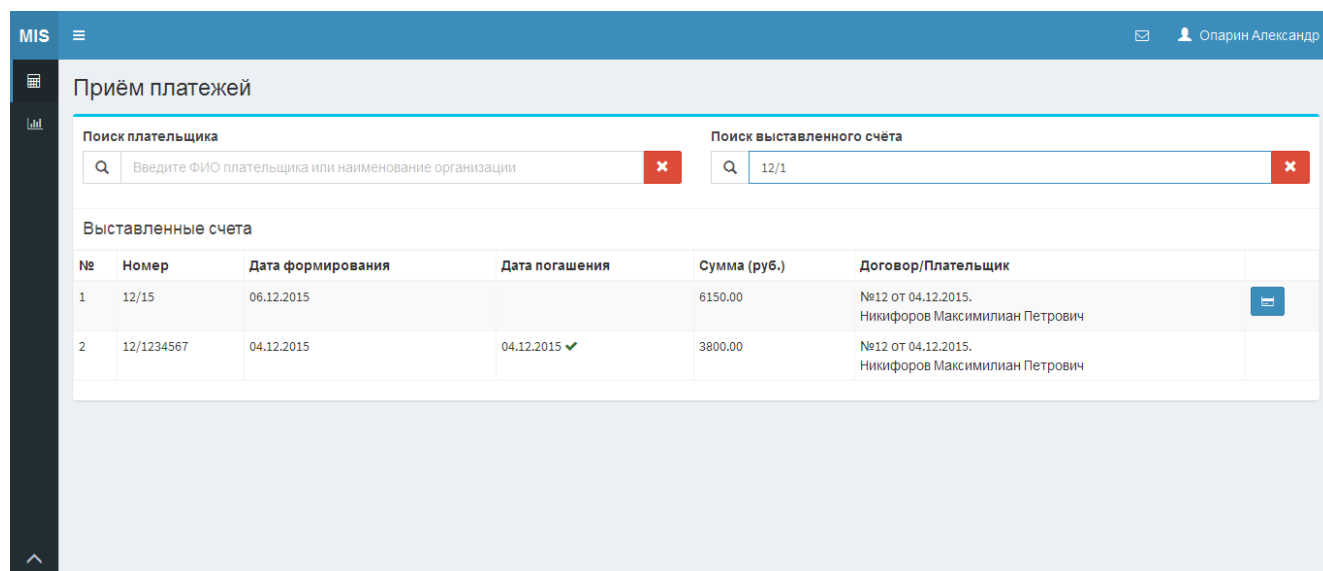 MIS
Опарин Александр
Приём платежей
Поиск плательщика
Поиск выставленного счёта
Введите ФИО плательщика или наименование организации
12/1
Выставленные счета
№ Номер Дата формирования Дата погашения Сумма (руб.) Договор/Плательщик
1 12/15 06.12.2015 6150.00 №12 от 04.12.2015.
Никифоров Максимилиан Петрович
2 12/1234567 04.12.2015 04.12.2015 3800.00 №12 от 04.12.2015.
Никифоров Максимилиан Петрович